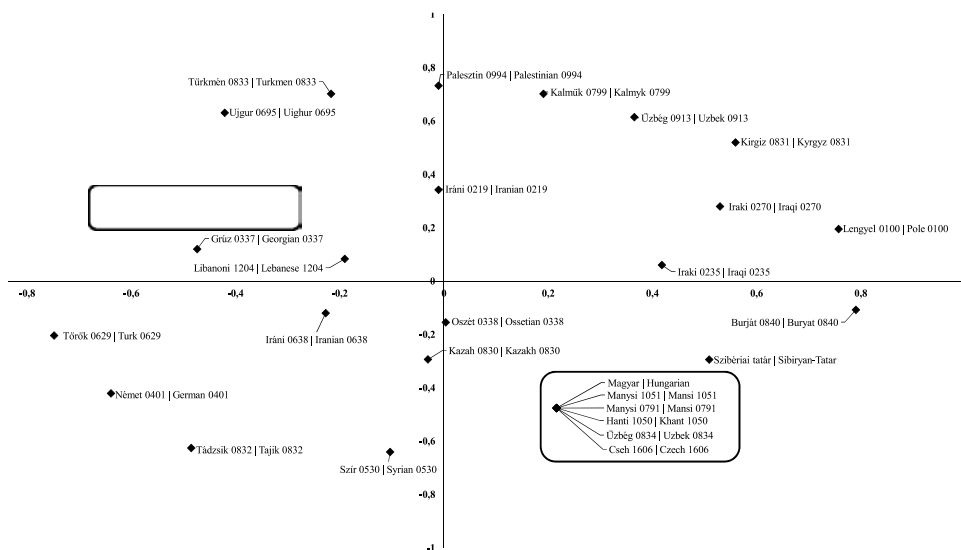 1
0,8
Palesztin 0994 | Palestinian 0994
Türkmén 0833 | Turkmen 0833
Kalmük 0799 | Kalmyk 0799
Ujgur 0695 | Uighur 0695
Üzbég 0913 | Uzbek 0913
0,6
Kirgiz 0831 | Kyrgyz 0831
0,4
Iráni 0219 | Iranian 0219
Iraki 0270 | Iraqi 0270
0,2
Lengyel 0100 | Pole 0100
Grúz 0337 | Georgian 0337
Libanoni 1204 | Lebanese 1204
Iraki 0235 | Iraqi 0235
-0,8
-0,6
-0,4
-0,2
0
0,2
0,4
0,6
0,8
Oszét 0338 | Ossetian 0338
Burját 0840 | Buryat 0840
-0,2
Török 0629 | Turk 0629
Iráni 0638 | Iranian 0638
Kazah 0830 | Kazakh 0830
Szibériai tatár | Sibiryan-Tatar
-0,4
Magyar | Hungarian
Manysi 1051 | Mansi 1051
Német 0401 | German 0401
Manysi 0791 | Mansi 0791
Hanti 1050 | Khant 1050
Üzbég 0834 | Uzbek 0834
Cseh 1606 | Czech 1606
-0,6
Tádzsik 0832 | Tajik 0832
Szír 0530 | Syrian 0530
-0,8
-1